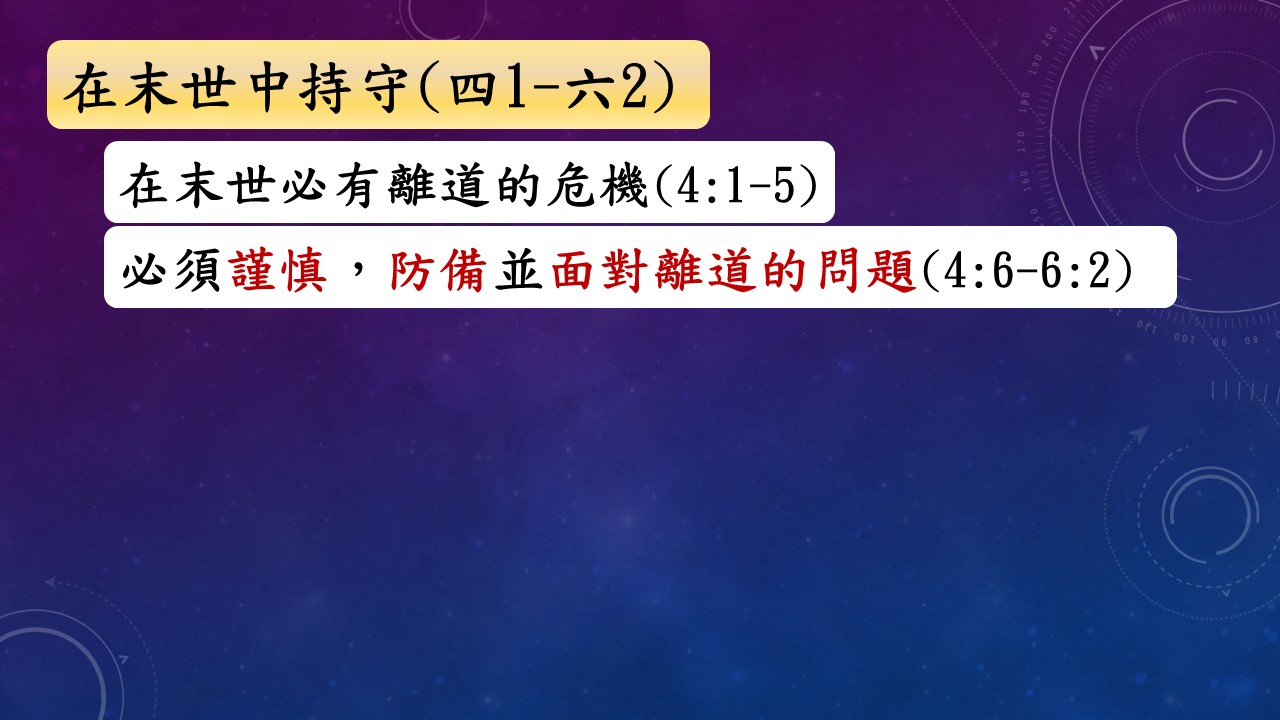 在末世中持守(四1-六2)
在末世必有離道的危機(4:1-5)
必須謹慎，防備並面對離道的問題(4:6-6:2)